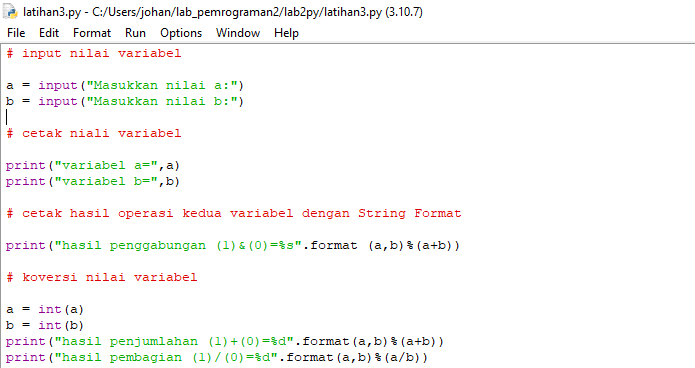 latihan3.py - C:/Users/johan/lab_pemrograman2/lab2py/latihan3.py (3.10.7)
File Edit Format Run Options Window Help
# input nilai variabel
a = input("Masukkan nilai a:")
b = input("Masukkan nilai b:")
# cetak niali variabel
print("variabel a=",a)
print("variabel b=",b)
# cetak hasil operasi kedua variabel dengan String Format
print("hasil penggabungan (1)&(0)=%s".format (a,b)%(a+b))
# koversi nilai variabel
a = int(a)
b = int(b)
print("hasil penjumlahan (1)+(0)=%d".format(a,b)%(a+b))
print("hasil pembagian (1)/(0)=%d".format(a,b)%(a/b))